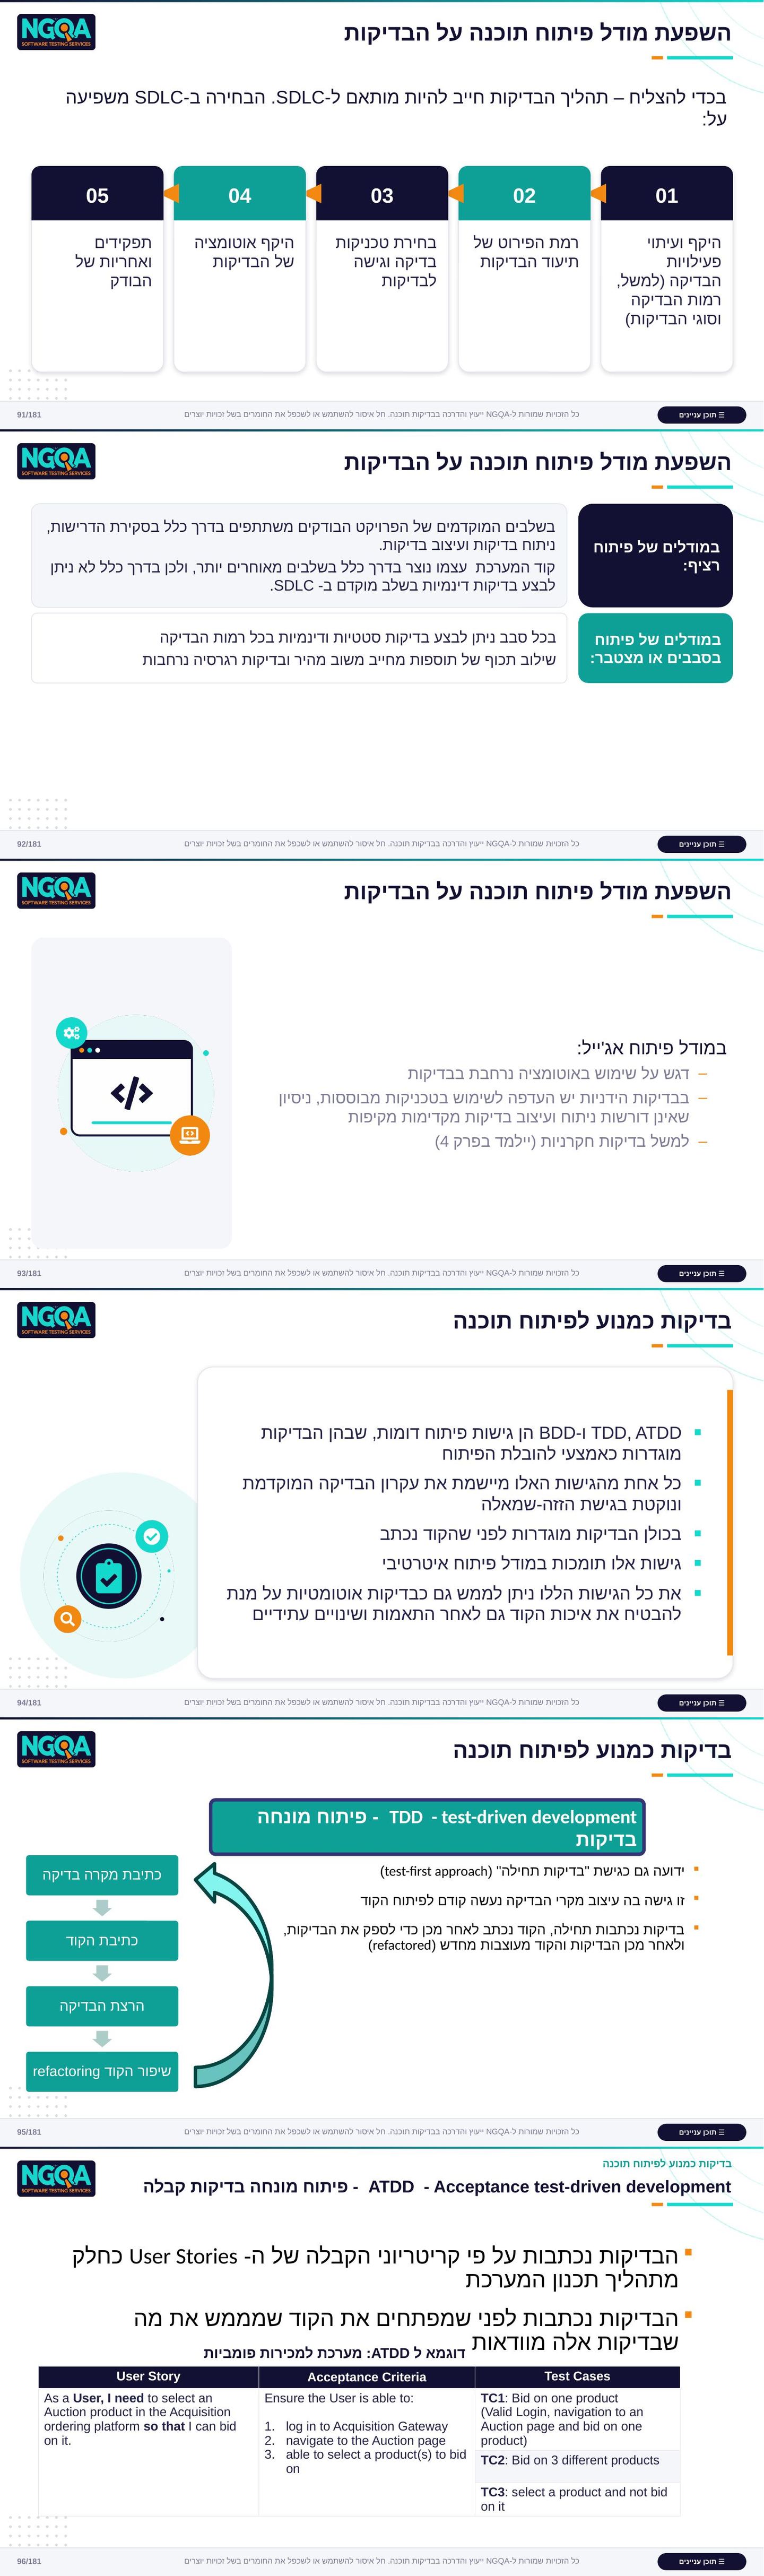 השפעת מודל פיתוח תוכנה על הבדיקות
NGQA
SOFTWARE TESTING SERVICES
בכדי להצליח – תהליך הבדיקות חייב להיות מותאם ל-SDLC. הבחירה ב-SDLC משפיעה
על:
01
היקף ועיתוי
פעילויות
הבדיקה (למשל,
רמות הבדיקה
וסוגי הבדיקות)
02
רמת הפירוט של
תיעוד הבדיקות
03
בחירת טכניקות
בדיקה וגישה
לבדיקות
04
היקף אוטומציה
של הבדיקות
05
תפקידים
ואחריות של
הבודק
☰ תוכן עניינים
כל הזכויות שמורות ל-NGQA ייעוץ והדרכה בבדיקות תוכנה. חל איסור להשתמש או לשכפל את החומרים בשל זכויות יוצרים
91/181
השפעת מודל פיתוח תוכנה על הבדיקות
NGQA
SOFTWARE TESTING SERVICES
במודלים של פיתוח
רציף:
בשלבים המוקדמים של הפרויקט הבודקים משתתפים בדרך כלל בסקירת הדרישות,
ניתוח בדיקות ועיצוב בדיקות.
קוד המערכת עצמו נוצר בדרך כלל בשלבים מאוחרים יותר, ולכן בדרך כלל לא ניתן
לבצע בדיקות דינמיות בשלב מוקדם ב- SDLC.
במודלים של פיתוח
בסבבים או מצטבר:
בכל סבב ניתן לבצע בדיקות סטטיות ודינמיות בכל רמות הבדיקה
שילוב תכוף של תוספות מחייב משוב מהיר ובדיקות רגרסיה נרחבות
☰ תוכן עניינים
כל הזכויות שמורות ל-NGQA ייעוץ והדרכה בבדיקות תוכנה. חל איסור להשתמש או לשכפל את החומרים בשל זכויות יוצרים
92/181
השפעת מודל פיתוח תוכנה על הבדיקות
NGQA
SOFTWARE TESTING SERVICES
במודל פיתוח אג'ייל:
– דגש על שימוש באוטומציה נרחבת בבדיקות
– בבדיקות הידניות יש העדפה לשימוש בטכניקות מבוססות, ניסיון
שאינן דורשות ניתוח ועיצוב בדיקות מקדימות מקיפות
– למשל בדיקות חקרניות (יילמד בפרק 4)
</>
☰ תוכן עניינים
כל הזכויות שמורות ל-NGQA ייעוץ והדרכה בבדיקות תוכנה. חל איסור להשתמש או לשכפל את החומרים בשל זכויות יוצרים
93/181
בדיקות כמנוע לפיתוח תוכנה
NGQA
SOFTWARE TESTING SERVICES
▪ TDD, ATDD ו-BDD הן גישות פיתוח דומות, שבהן הבדיקות
מוגדרות כאמצעי להובלת הפיתוח
▪ כל אחת מהגישות האלו מיישמת את עקרון הבדיקה המוקדמת
ונוקטת בגישת הזזה-שמאלה
▪ בכולן הבדיקות מוגדרות לפני שהקוד נכתב
▪ גישות אלו תומכות במודל פיתוח איטרטיבי
▪ את כל הגישות הללו ניתן לממש גם כבדיקות אוטומטיות על מנת
להבטיח את איכות הקוד גם לאחר התאמות ושינויים עתידיים
☰ תוכן עניינים
כל הזכויות שמורות ל-NGQA ייעוץ והדרכה בבדיקות תוכנה. חל איסור להשתמש או לשכפל את החומרים בשל זכויות יוצרים
94/181
בדיקות כמנוע לפיתוח תוכנה
NGQA
SOFTWARE TESTING SERVICES
TDD - test-driven development - פיתוח מונחה
בדיקות
▪ ידועה גם כגישת "בדיקות תחילה" (test-first approach)
▪ זו גישה בה עיצוב מקרי הבדיקה נעשה קודם לפיתוח הקוד
▪ בדיקות נכתבות תחילה, הקוד נכתב לאחר מכן כדי לספק את הבדיקות,
ולאחר מכן הבדיקות והקוד מעוצבות מחדש (refactored)
כתיבת מקרה בדיקה
כתיבת הקוד
הרצת הבדיקה
שיפור הקוד refactoring
☰ תוכן עניינים
כל הזכויות שמורות ל-NGQA ייעוץ והדרכה בבדיקות תוכנה. חל איסור להשתמש או לשכפל את החומרים בשל זכויות יוצרים
95/181
בדיקות כמנוע לפיתוח תוכנה
NGQA
SOFTWARE TESTING SERVICES
ATDD - Acceptance test-driven development - פיתוח מונחה בדיקות קבלה
▪ הבדיקות נכתבות על פי קריטריוני הקבלה של ה- User Stories כחלק
מתהליך תכנון המערכת
▪ הבדיקות נכתבות לפני שמפתחים את הקוד שמממש את מה
שבדיקות אלה מוודאות
דוגמא ל ATDD: מערכת למכירות פומביות
User Story
Acceptance Criteria
Test Cases
As a User, I need to select an
Auction product in the Acquisition
ordering platform so that I can bid
on it.
Ensure the User is able to:
1. log in to Acquisition Gateway
2. navigate to the Auction page
3. able to select a product(s) to bid
on
TC1: Bid on one product
(Valid Login, navigation to an
Auction page and bid on one
product)
TC2: Bid on 3 different products
TC3: select a product and not bid
on it
☰ תוכן עניינים
כל הזכויות שמורות ל-NGQA ייעוץ והדרכה בבדיקות תוכנה. חל איסור להשתמש או לשכפל את החומרים בשל זכויות יוצרים
96/181